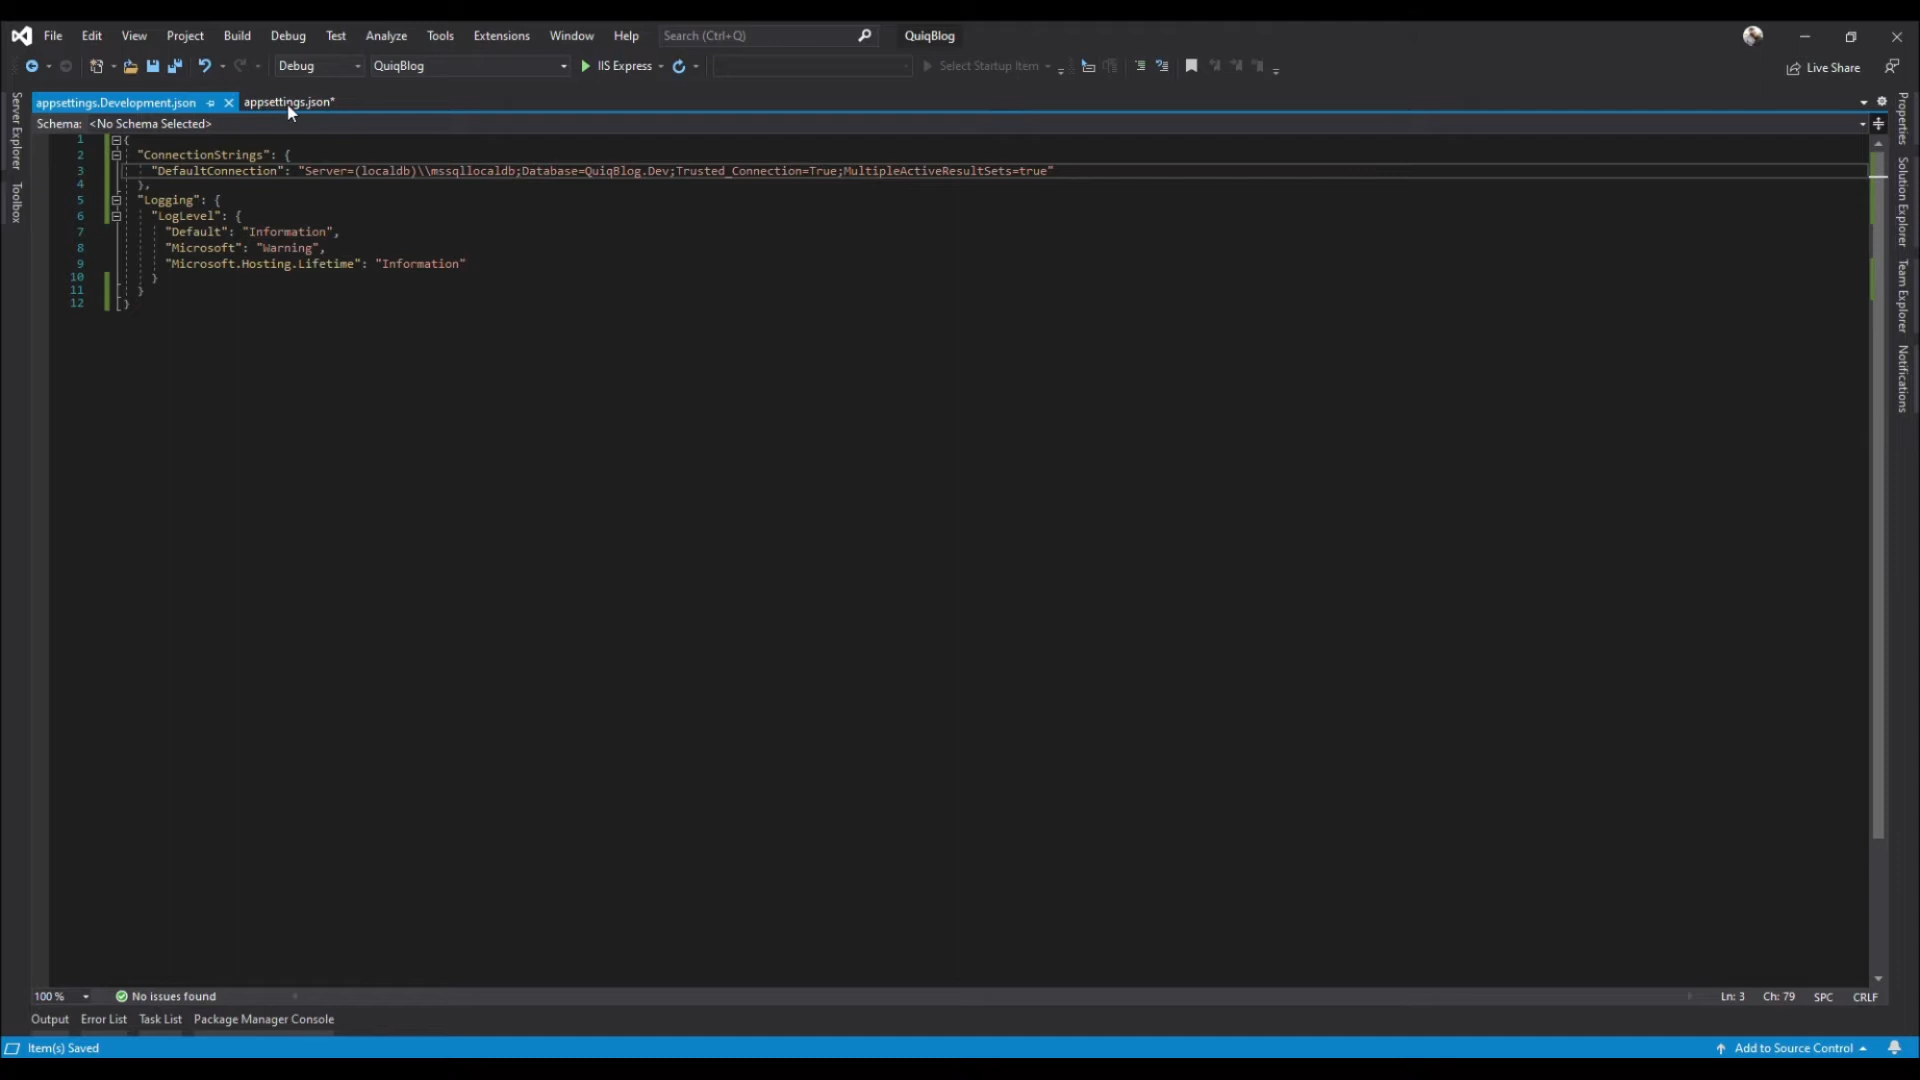 File Edit View Project Build Debug Test Analyze Tools Extensions Window Help Search (Ctrl+Q) QuiqBlog
Debug QuiqBlog IIS Express Select Startup Item Live Share
appsettings.Development.json appsettings.json*
Schema: <No Schema Selected>
1 {
2 "ConnectionStrings": {
3 "DefaultConnection": "Server=(localdb)\\mssqllocaldb;Database=QuiqBlog.Dev;Trusted_Connection=True;MultipleActiveResultSets=true"
4 },
5 "Logging": {
6 "LogLevel": {
7 "Default": "Information",
8 "Microsoft": "Warning",
9 "Microsoft.Hosting.Lifetime": "Information"
10 }
11 }
12 }
Server Explorer
Toolbox
Properties
Solution Explorer
Team Explorer
Notifications
100 % No issues found Ln: 3 Ch: 79 SPC CRLF
Output Error List Task List Package Manager Console
Item(s) Saved Add to Source Control